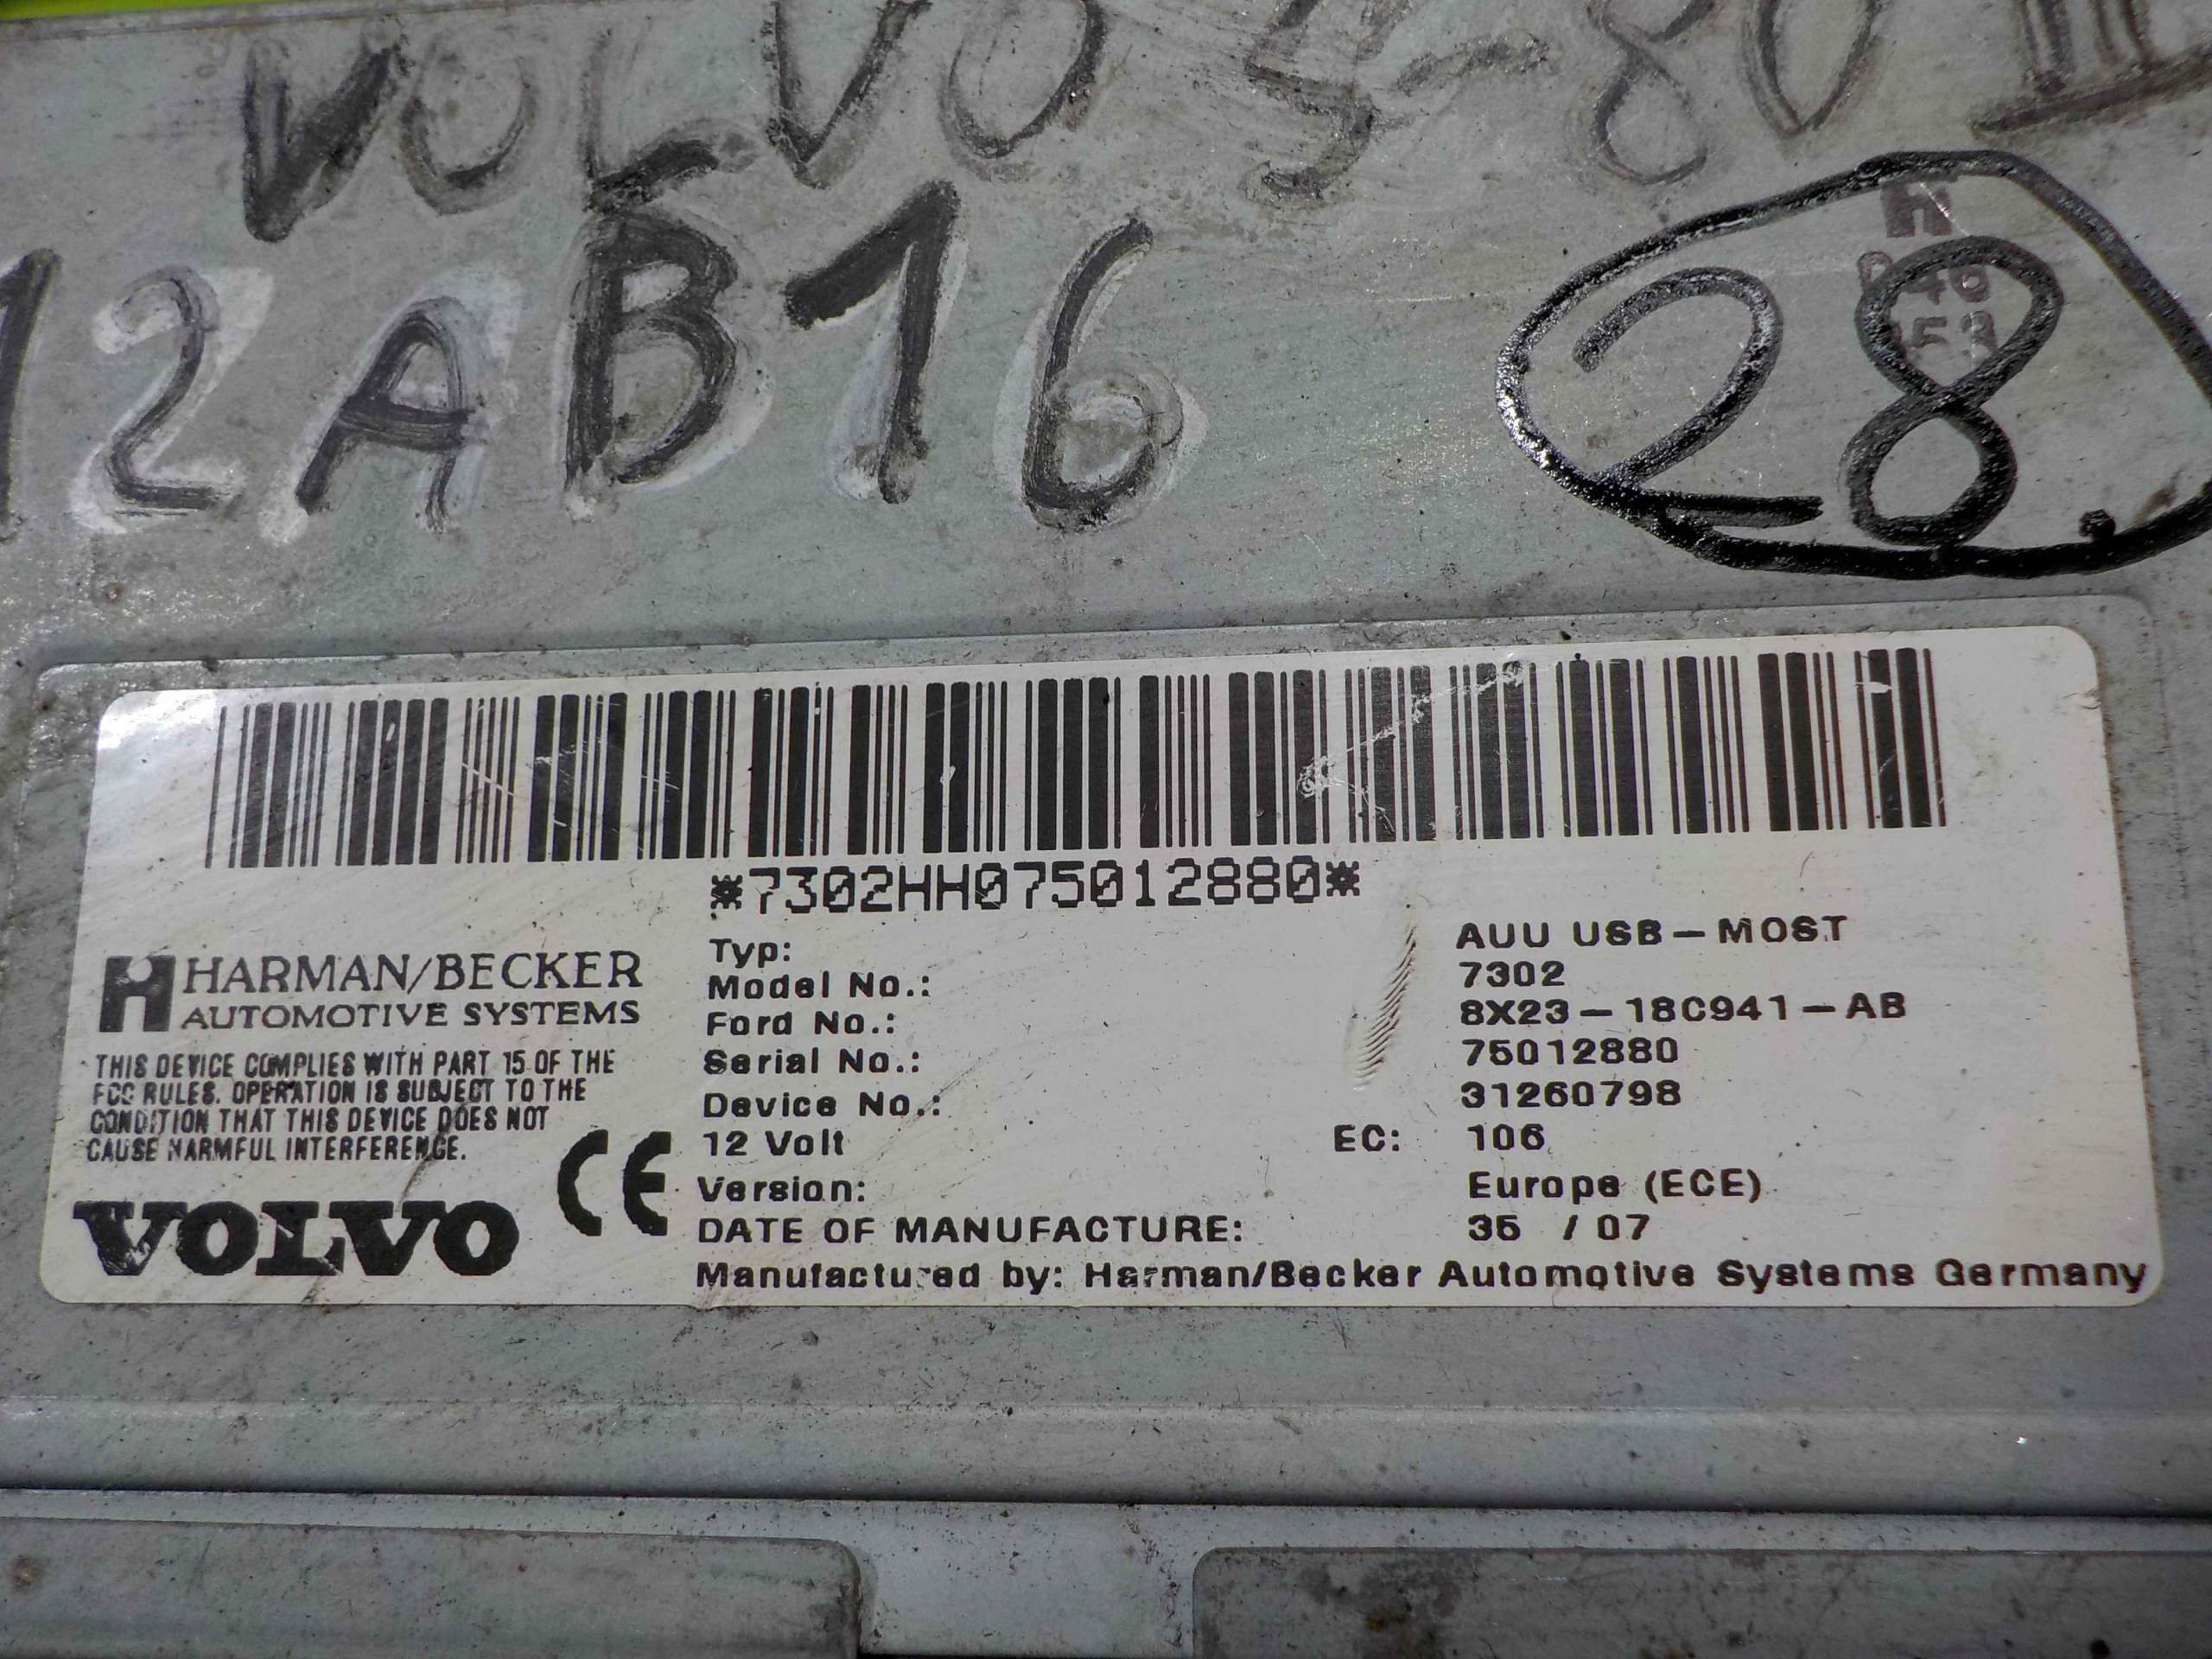 VOLVO S-80 II
12AB16
28
*7302HH075012880*
HARMAN/BECKER
AUTOMOTIVE SYSTEMS
THIS DEVICE COMPLIES WITH PART 15 OF THE
FCC RULES. OPERATION IS SUBJECT TO THE
CONDITION THAT THIS DEVICE DOES NOT
CAUSE HARMFUL INTERFERENCE.
VOLVO
CE
Typ: AUU USB-MOST
Model No.: 7302
Ford No.: 8X23-18C941-AB
Serial No.: 75012880
Device No.: 31260798
12 Volt EC: 106
Version: Europe (ECE)
DATE OF MANUFACTURE: 35 / 07
Manufactured by: Harman/Becker Automotive Systems Germany